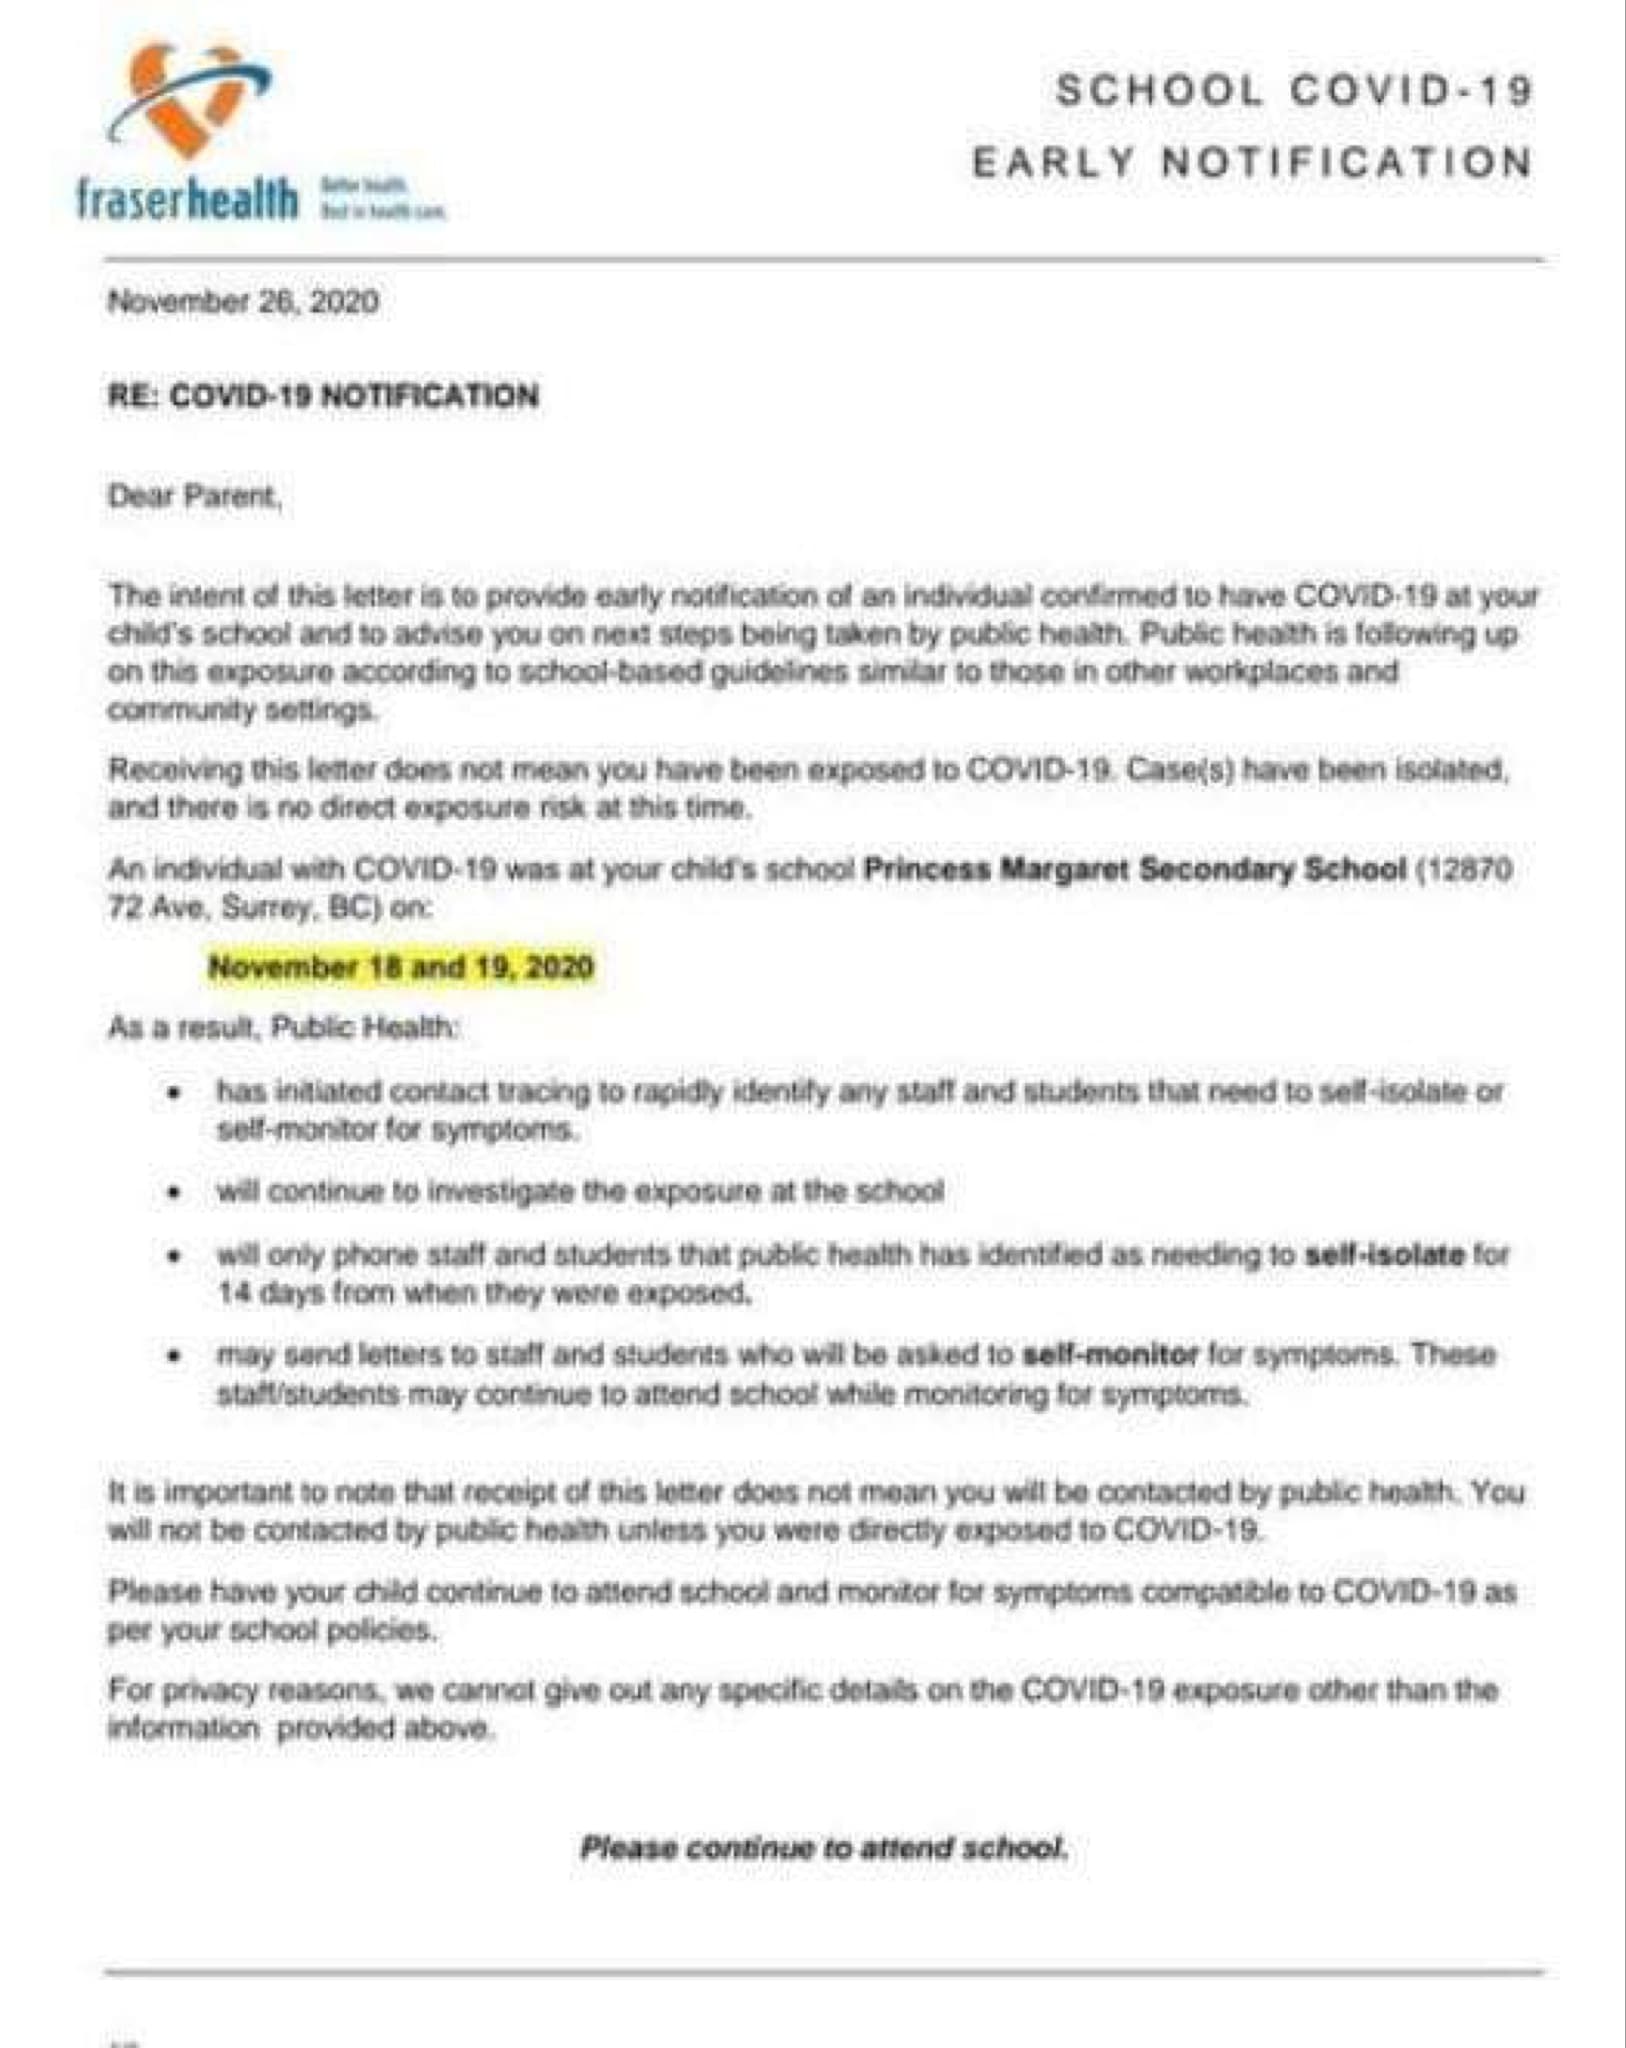 SCHOOL COVID-19
EARLY NOTIFICATION
fraserhealth
Better health.
Best in health care.
November 26, 2020
RE: COVID-19 NOTIFICATION
Dear Parent,
The intent of this letter is to provide early notification of an individual confirmed to have COVID-19 at your
child's school and to advise you on next steps being taken by public health. Public health is following up
on this exposure according to school-based guidelines similar to those in other workplaces and
community settings.
Receiving this letter does not mean you have been exposed to COVID-19. Case(s) have been isolated,
and there is no direct exposure risk at this time.
An individual with COVID-19 was at your child's school Princess Margaret Secondary School (12870
72 Ave, Surrey, BC) on:
November 18 and 19, 2020
As a result, Public Health:
• has initiated contact tracing to rapidly identify any staff and students that need to self-isolate or
self-monitor for symptoms.
• will continue to investigate the exposure at the school
• will only phone staff and students that public health has identified as needing to self-isolate for
14 days from when they were exposed.
• may send letters to staff and students who will be asked to self-monitor for symptoms. These
staff/students may continue to attend school while monitoring for symptoms.
It is important to note that receipt of this letter does not mean you will be contacted by public health. You
will not be contacted by public health unless you were directly exposed to COVID-19.
Please have your child continue to attend school and monitor for symptoms compatible to COVID-19 as
per your school policies.
For privacy reasons, we cannot give out any specific details on the COVID-19 exposure other than the
information provided above.
Please continue to attend school.